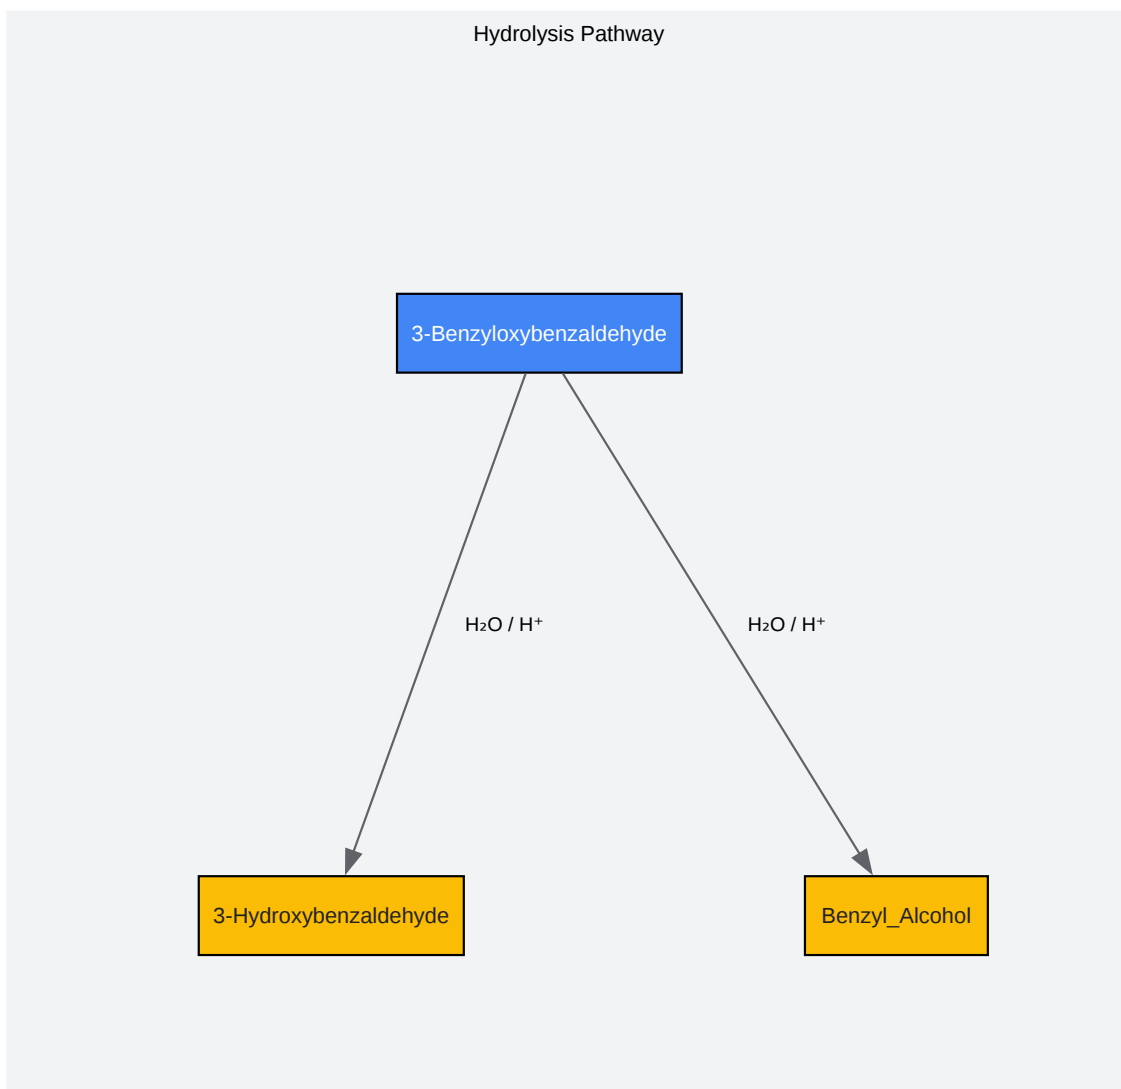 Hydrolysis Pathway
3-Benzyloxybenzaldehyde
H₂O / H⁺
H₂O / H⁺
3-Hydroxybenzaldehyde
Benzyl_Alcohol